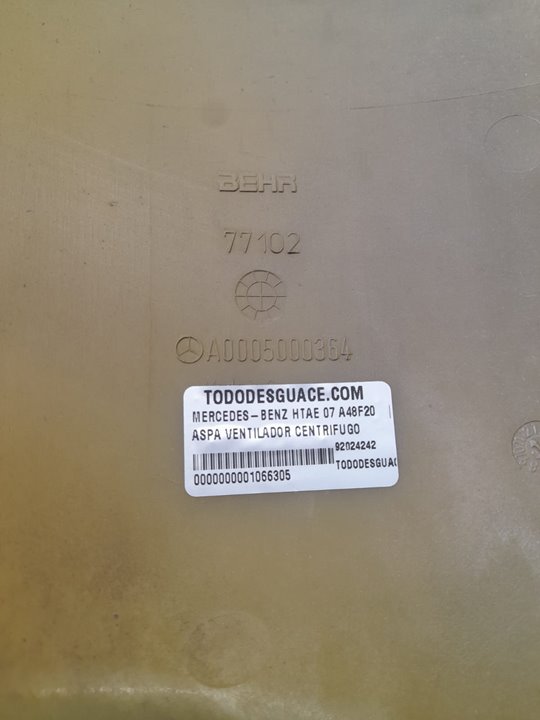 BEHR
77102
A0005000364
TODODESGUACE.COM
MERCEDES-BENZ HTAE 07 A48F20
ASPA VENTILADOR CENTRIFUGO
92024242
TODODESGUAC
0000000001066305